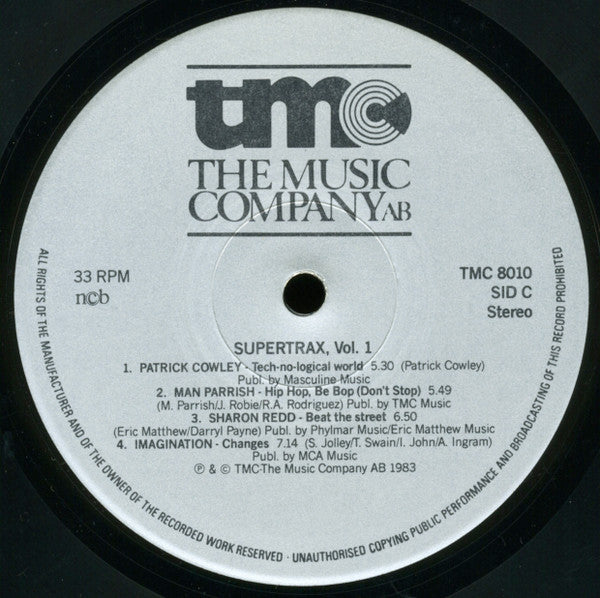 tmc
THE MUSIC
COMPANY AB
33 RPM
ncb
TMC 8010
SID C
Stereo
SUPERTRAX, Vol. 1
1. PATRICK COWLEY - Tech-no-logical world 5.30 (Patrick Cowley)
Publ. by Masculine Music
2. MAN PARRISH - Hip Hop, Be Bop (Don't Stop) 5.49
(M. Parrish/J. Robie/R.A. Rodriguez) Publ. by TMC Music
3. SHARON REDD - Beat the street 6.50
(Eric Matthew/Darryl Payne) Publ. by Phylmar Music/Eric Matthew Music
4. IMAGINATION - Changes 7.14 (S. Jolley/T. Swain/I. John/A. Ingram)
Publ. by MCA Music
℗ & © TMC-The Music Company AB 1983
ALL RIGHTS OF THE MANUFACTURER AND OF THE OWNER OF THE RECORDED WORK RESERVED · UNAUTHORISED COPYING PUBLIC PERFORMANCE AND BROADCASTING OF THIS RECORD PROHIBITED